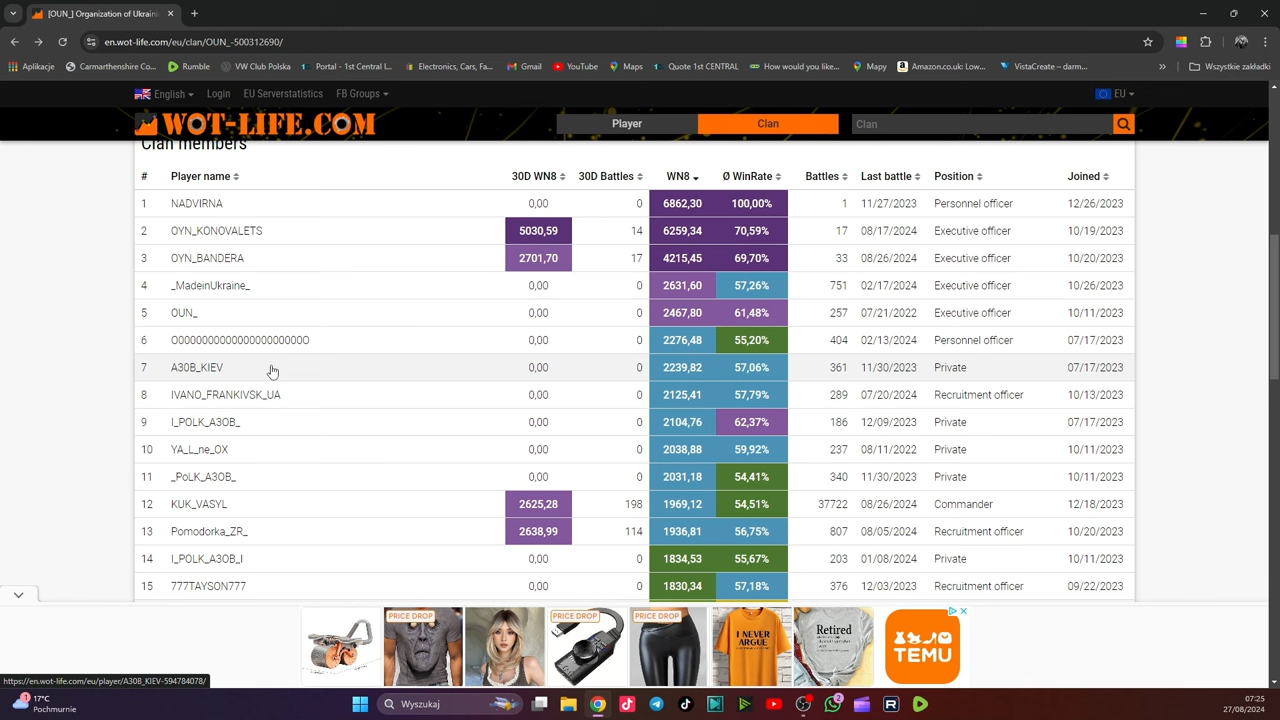 [OUN_] Organization of Ukraini
en.wot-life.com/eu/clan/OUN_-500312690/
Aplikacje Carmarthenshire Co... Rumble VW Club Polska Portal - 1st Central I... Electronics, Cars, Fa... Gmail YouTube Maps Quote 1st CENTRAL How would you like... Mapy Amazon.co.uk: Low... VistaCreate – darm... Wszystkie zakładki
English Login EU Serverstatistics FB Groups EU
WOT-LIFE.COM Player Clan Clan
Clan members
# Player name 30D WN8 30D Battles WN8 Ø WinRate Battles Last battle Position Joined
1 NADVIRNA 0,00 0 6862,30 100,00% 1 11/27/2023 Personnel officer 12/26/2023
2 OYN_KONOVALETS 5030,59 14 6259,34 70,59% 17 08/17/2024 Executive officer 10/19/2023
3 OYN_BANDERA 2701,70 17 4215,45 69,70% 33 08/26/2024 Executive officer 10/20/2023
4 _MadeinUkraine_ 0,00 0 2631,60 57,26% 751 02/17/2024 Executive officer 10/26/2023
5 OUN_ 0,00 0 2467,80 61,48% 257 07/21/2022 Executive officer 10/11/2023
6 0,00 0 2276,48 55,20% 404 02/13/2024 Personnel officer 07/17/2023
7 A30B_KIEV 0,00 0 2239,82 57,06% 361 11/30/2023 Private 07/17/2023
8 IVANO_FRANKIVSK_UA 0,00 0 2125,41 57,79% 289 07/20/2024 Recruitment officer 10/13/2023
9 I_POLK_A3OB_ 0,00 0 2104,76 62,37% 186 12/09/2023 Private 07/17/2023
10 YA_L_ne_OX 0,00 0 2038,88 59,92% 237 08/11/2022 Private 10/11/2023
11 _PoLK_A3OB_ 0,00 0 2031,18 54,41% 340 11/30/2023 Private 10/11/2023
12 KUK_VASYL 2625,28 198 1969,12 54,51% 37722 08/26/2024 Commander 12/18/2023
13 Pomodorka_ZR_ 2638,99 114 1936,81 56,75% 807 08/05/2024 Recruitment officer 10/20/2023
14 I_POLK_A3OB_I 0,00 0 1834,53 55,67% 203 01/08/2024 Private 10/11/2023
15 777TAYSON777 0,00 0 1830,34 57,18% 376 12/03/2023 Recruitment officer 09/22/2023
PRICE DROP PRICE DROP PRICE DROP
I NEVER
ARGUE
Retired
TEMU
https://en.wot-life.com/eu/player/A30B_KIEV-594784078/
17°C
Pochmurnie
Wyszukaj
2
07:25
27/08/2024